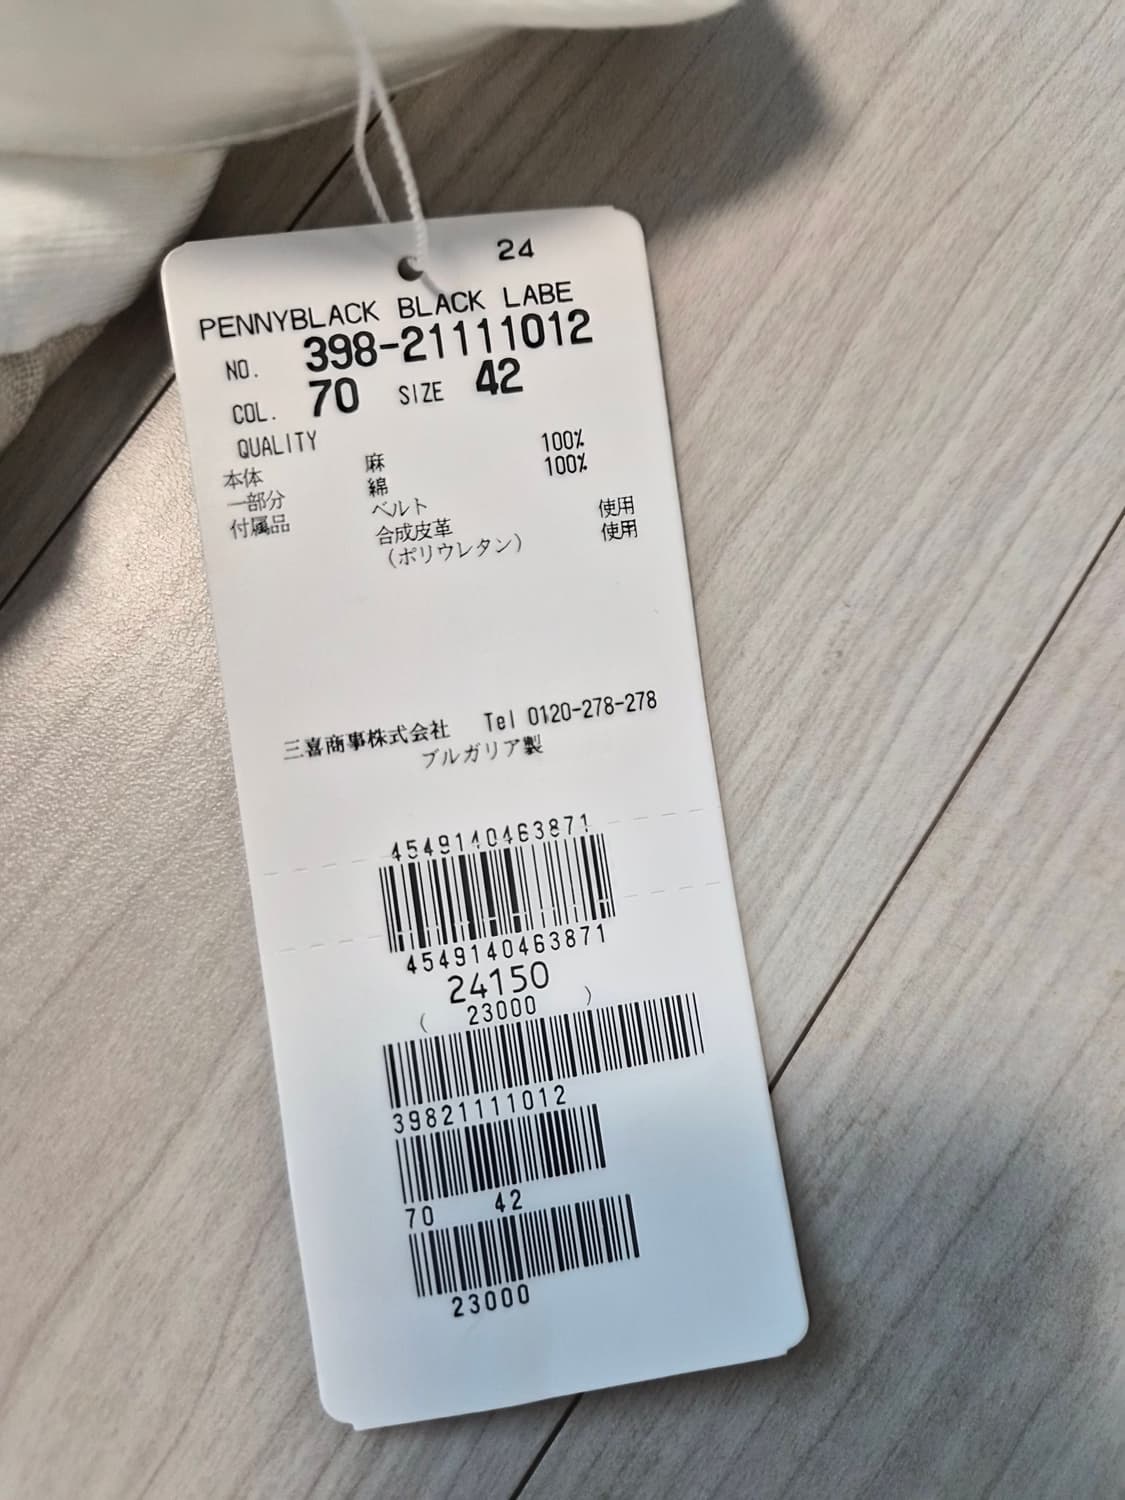 24
PENNYBLACK BLACK LABE
NO. 398-21111012
COL. 70 SIZE 42
QUALITY
本体 麻 100%
一部分 綿 100%
付属品 ベルト 使用
合成皮革 使用
(ポリウレタン)
三喜商事株式会社 Tel 0120-278-278
ブルガリア製
4549140463871
4549140463871
24150
( 23000 )
39821111012
70 42
23000